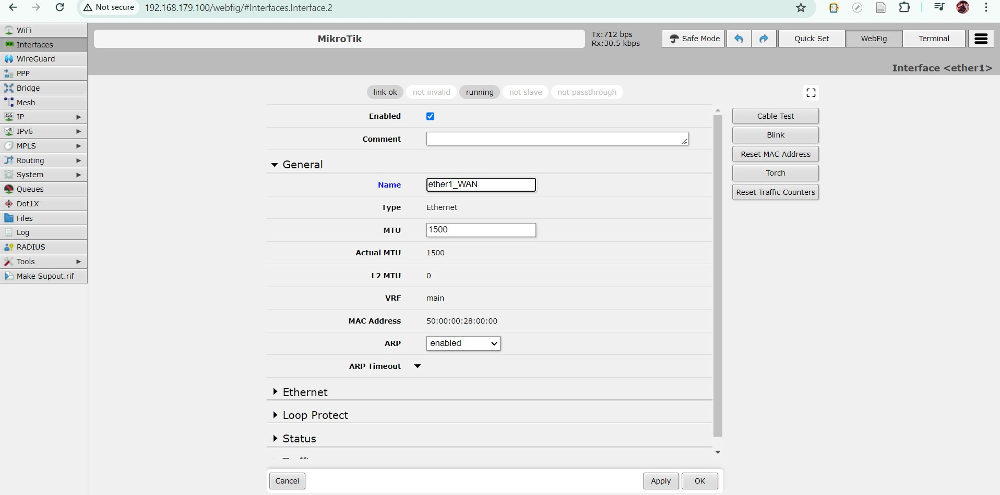 Not secure 192.168.179.100/webfig/#Interfaces.Interface.2
WiFi
Interfaces
WireGuard
PPP
Bridge
Mesh
IP
IPv6
MPLS
Routing
System
Queues
Dot1X
Files
Log
RADIUS
Tools
Make Supout.rif
MikroTik
Tx:712 bps
Rx:30.5 kbps
Safe Mode
Quick Set
WebFig
Terminal
Interface <ether1>
link ok not invalid running not slave not passthrough
Enabled
Comment
General
Name ether1_WAN
Type Ethernet
MTU 1500
Actual MTU 1500
L2 MTU 0
VRF main
MAC Address 50:00:00:28:00:00
ARP enabled
ARP Timeout
Ethernet
Loop Protect
Status
Cable Test
Blink
Reset MAC Address
Torch
Reset Traffic Counters
Cancel Apply OK